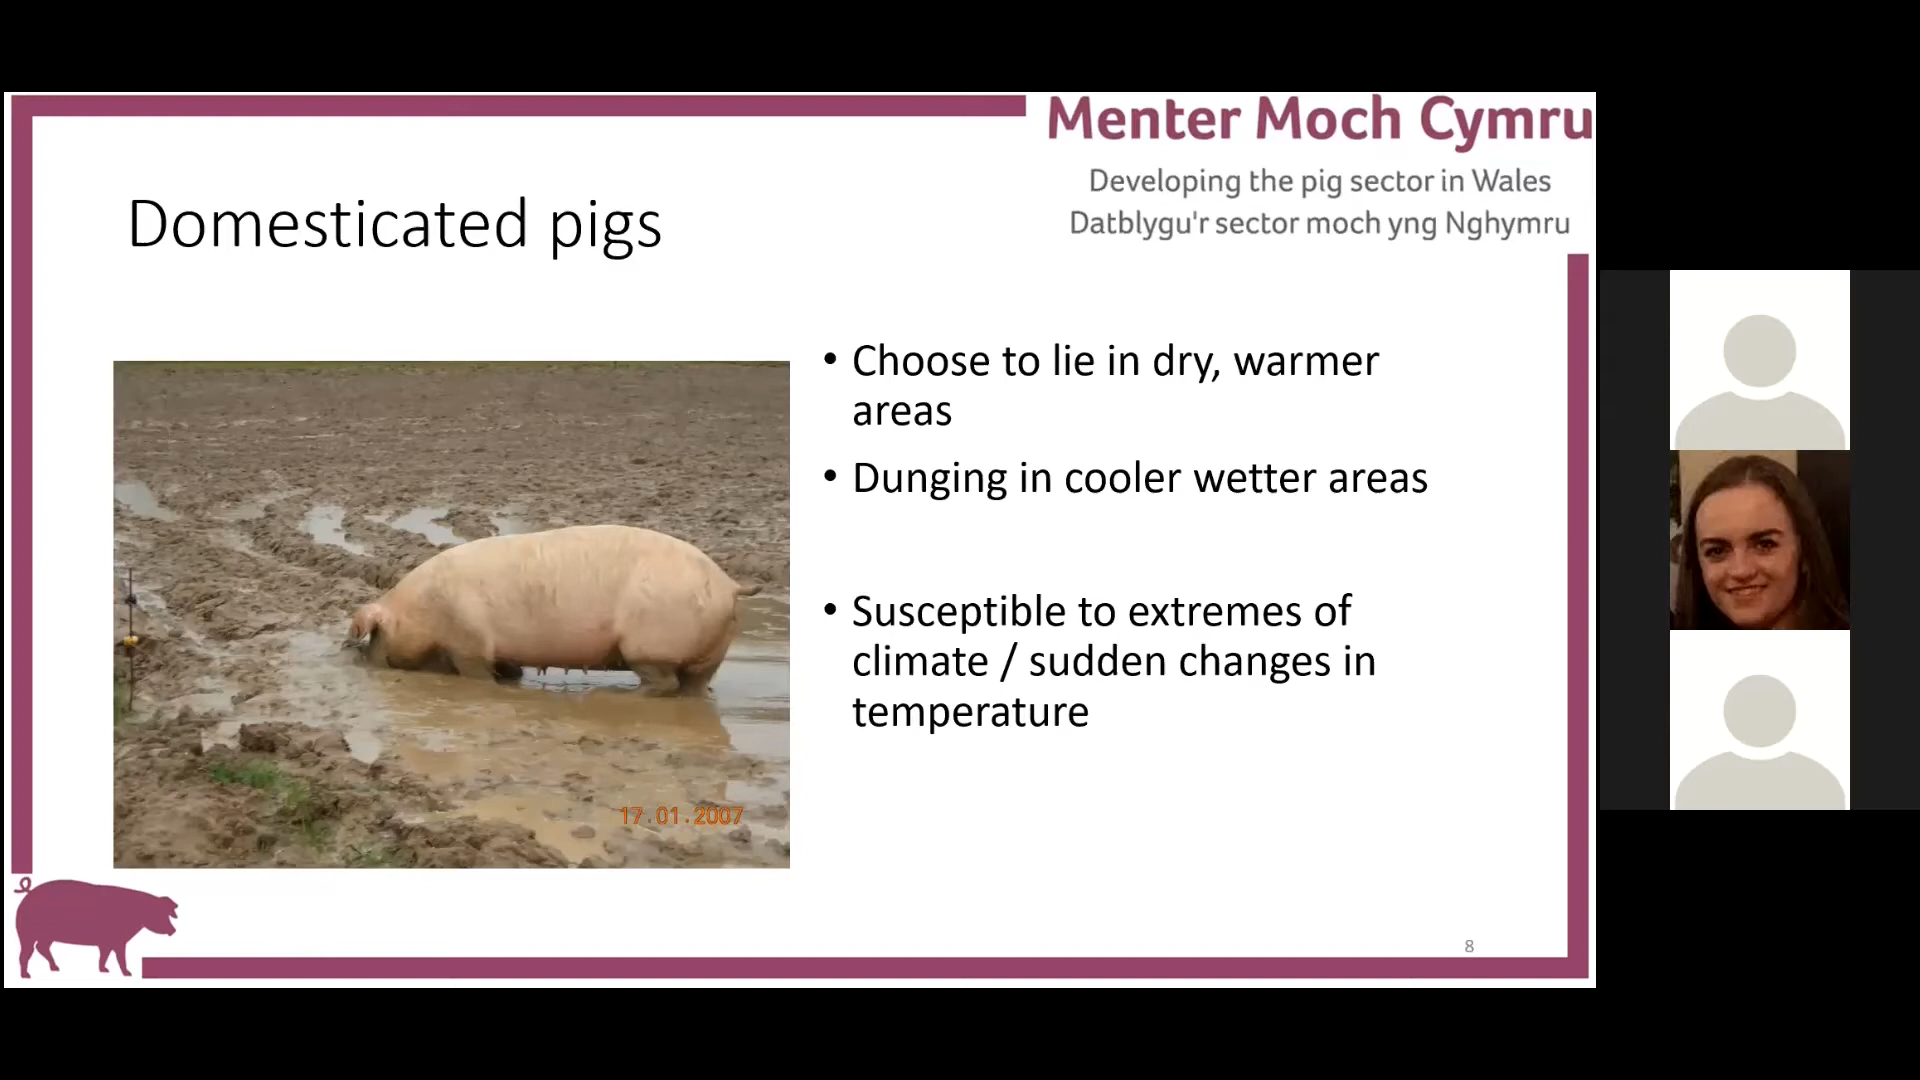 Menter Moch Cymru
Developing the pig sector in Wales
Datblygu'r sector moch yng Nghymru
Domesticated pigs
• Choose to lie in dry, warmer
areas
• Dunging in cooler wetter areas
• Susceptible to extremes of
climate / sudden changes in
temperature
17.01.2007
8